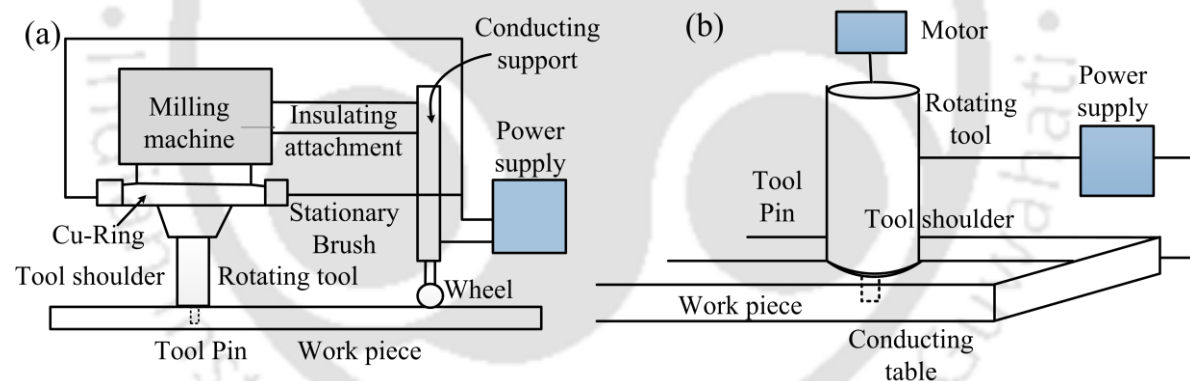 (a)
Conducting
support
Milling
machine
Insulating
attachment
Power
supply
Cu-Ring
Stationary
Brush
Tool shoulder
Rotating tool
Wheel
Tool Pin
Work piece
(b)
Motor
Power
supply
Rotating
tool
Tool
Pin
Tool shoulder
Work piece
Conducting
table
uwahati